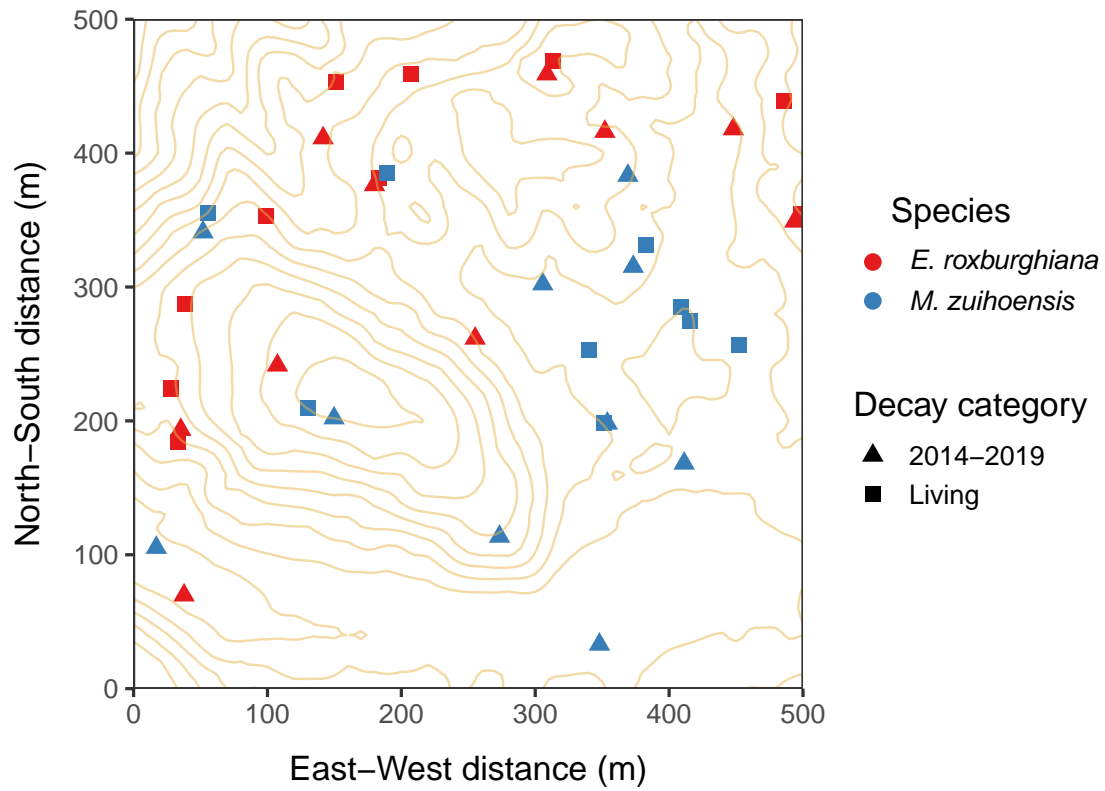 500
400
300
200
100
0
North−South distance (m)
0 100 200 300 400 500
East−West distance (m)
Species
E. roxburghiana
M. zuihoensis
Decay category
2014−2019
Living